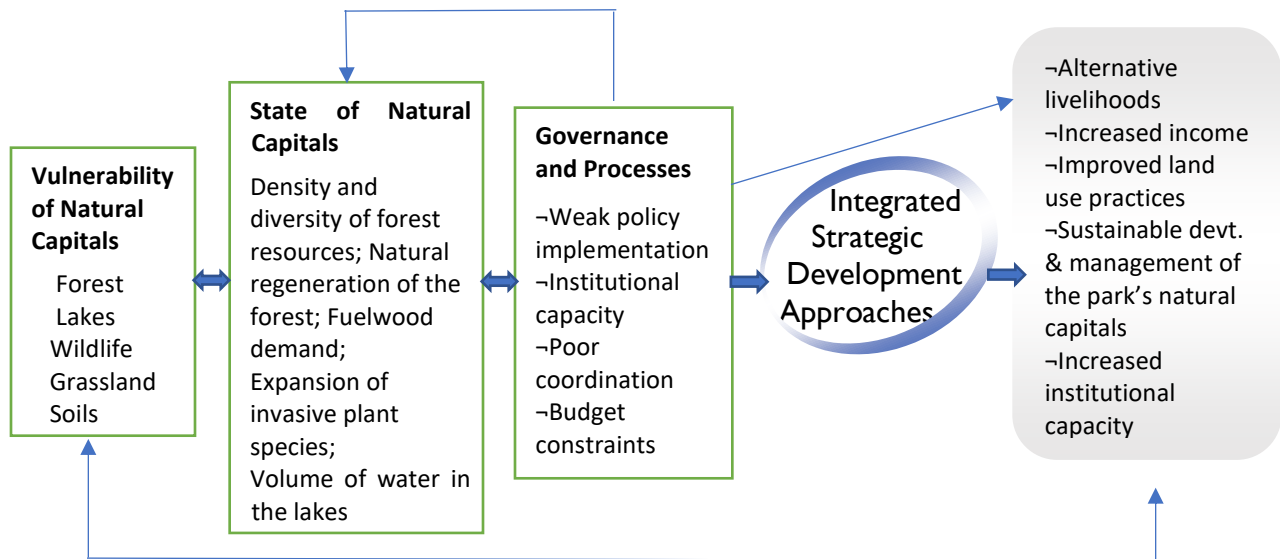 Vulnerability
of Natural
Capitals
Forest
Lakes
Wildlife
Grassland
Soils
State of Natural
Capitals
Density and
diversity of forest
resources; Natural
regeneration of the
forest; Fuelwood
demand;
Expansion of
invasive plant
species;
Volume of water in
the lakes
Governance
and Processes
¬Weak policy
implementation
¬Institutional
capacity
¬Poor
coordination
¬Budget
constraints
Integrated
Strategic
Development
Approaches
¬Alternative
livelihoods
¬Increased income
¬Improved land
use practices
¬Sustainable devt.
& management of
the park’s natural
capitals
¬Increased
institutional
capacity